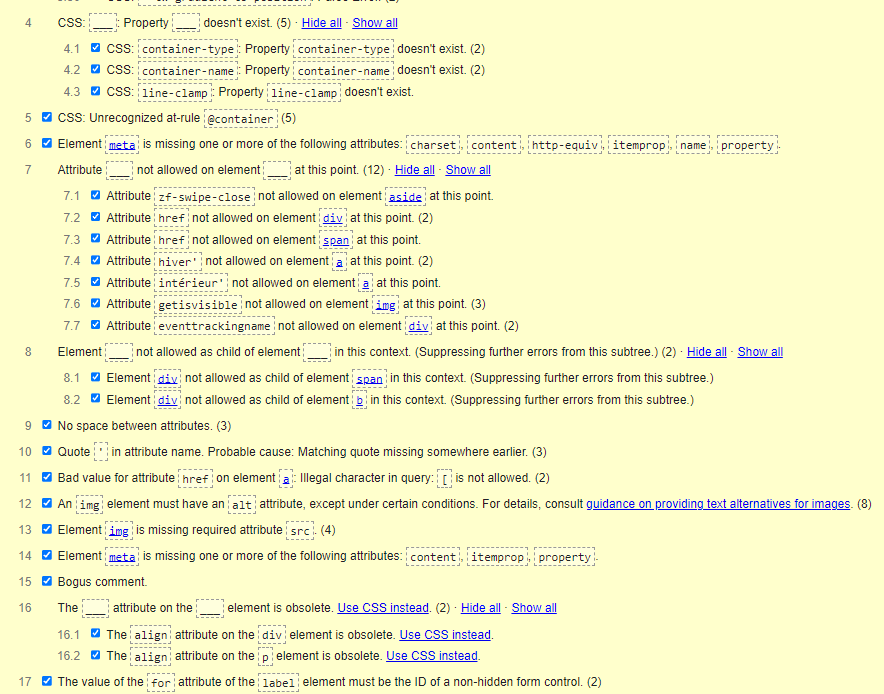 4 CSS: ___: Property ___ doesn't exist. (5) · Hide all · Show all
4.1 CSS: container-type: Property container-type doesn't exist. (2)
4.2 CSS: container-name: Property container-name doesn't exist. (2)
4.3 CSS: line-clamp: Property line-clamp doesn't exist.
5 CSS: Unrecognized at-rule @container (5)
6 Element meta is missing one or more of the following attributes: charset, content, http-equiv, itemprop, name, property.
7 Attribute ___ not allowed on element ___ at this point. (12) · Hide all · Show all
7.1 Attribute zf-swipe-close not allowed on element aside at this point.
7.2 Attribute href not allowed on element div at this point. (2)
7.3 Attribute href not allowed on element span at this point.
7.4 Attribute hiver' not allowed on element a at this point. (2)
7.5 Attribute intérieur' not allowed on element a at this point.
7.6 Attribute getisvisible not allowed on element img at this point. (3)
7.7 Attribute eventtrackingname not allowed on element div at this point. (2)
8 Element ___ not allowed as child of element ___ in this context. (Suppressing further errors from this subtree.) (2) · Hide all · Show all
8.1 Element div not allowed as child of element span in this context. (Suppressing further errors from this subtree.)
8.2 Element div not allowed as child of element b in this context. (Suppressing further errors from this subtree.)
9 No space between attributes. (3)
10 Quote ' in attribute name. Probable cause: Matching quote missing somewhere earlier. (3)
11 Bad value for attribute href on element a: Illegal character in query: [ is not allowed. (2)
12 An img element must have an alt attribute, except under certain conditions. For details, consult guidance on providing text alternatives for images. (8)
13 Element img is missing required attribute src. (4)
14 Element meta is missing one or more of the following attributes: content, itemprop, property.
15 Bogus comment.
16 The ___ attribute on the ___ element is obsolete. Use CSS instead. (2) · Hide all · Show all
16.1 The align attribute on the div element is obsolete. Use CSS instead.
16.2 The align attribute on the p element is obsolete. Use CSS instead.
17 The value of the for attribute of the label element must be the ID of a non-hidden form control. (2)